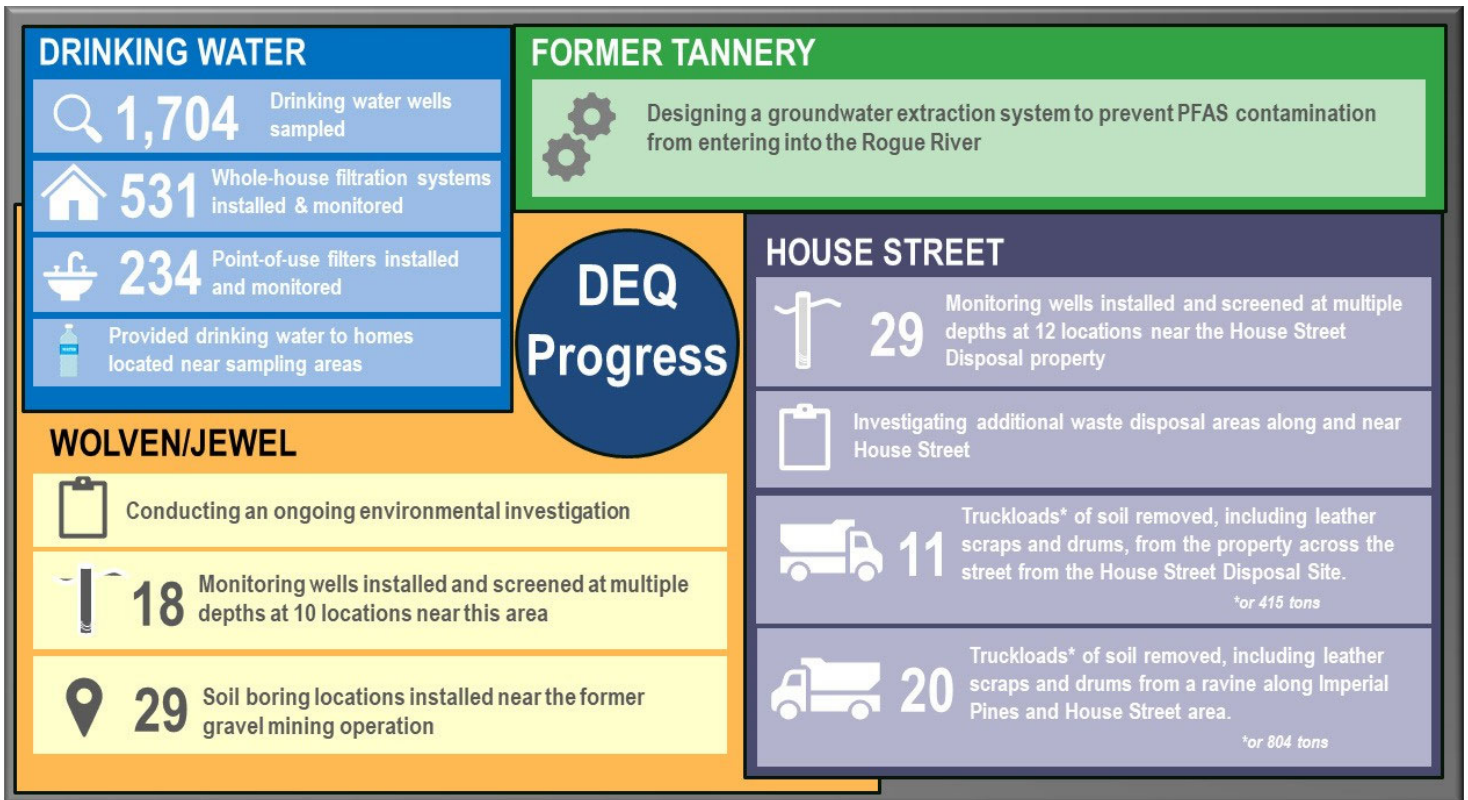 DRINKING WATER
1,704
Drinking water wells
sampled
531
Whole-house filtration systems
installed & monitored
234
Point-of-use filters installed
and monitored
Provided drinking water to homes
located near sampling areas
FORMER TANNERY
Designing a groundwater extraction system to prevent PFAS contamination
from entering into the Rogue River
DEQ
Progress
WOLVEN/JEWEL
Conducting an ongoing environmental investigation
18
Monitoring wells installed and screened at multiple
depths at 10 locations near this area
29
Soil boring locations installed near the former
gravel mining operation
HOUSE STREET
29
Monitoring wells installed and screened at multiple
depths at 12 locations near the House Street
Disposal property
Investigating additional waste disposal areas along and near
House Street
11
Truckloads* of soil removed, including leather
scraps and drums, from the property across the
street from the House Street Disposal Site.
*or 415 tons
20
Truckloads* of soil removed, including leather
scraps and drums from a ravine along Imperial
Pines and House Street area.
*or 804 tons